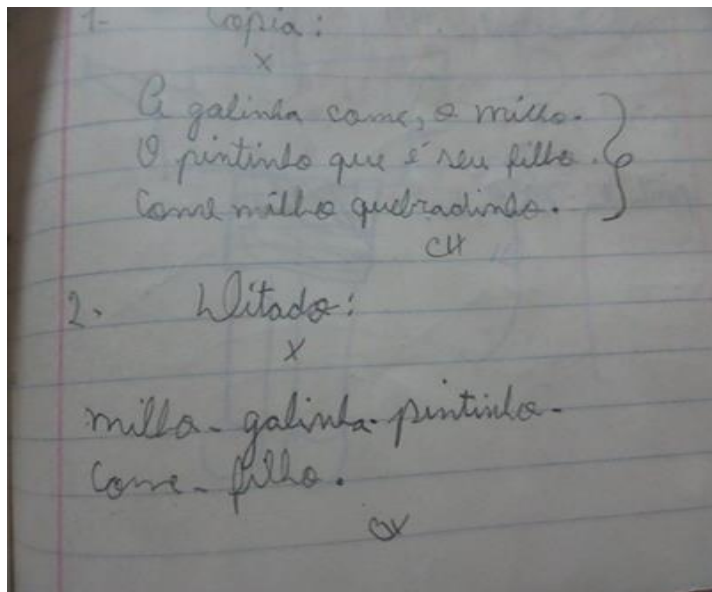 1- Cópia:
x
A galinha come, o milho.
O pintinho que é seu filho.
Come milho quebradinho.
2. Ditado:
x
milho - galinha - pintinho -
come - filho.